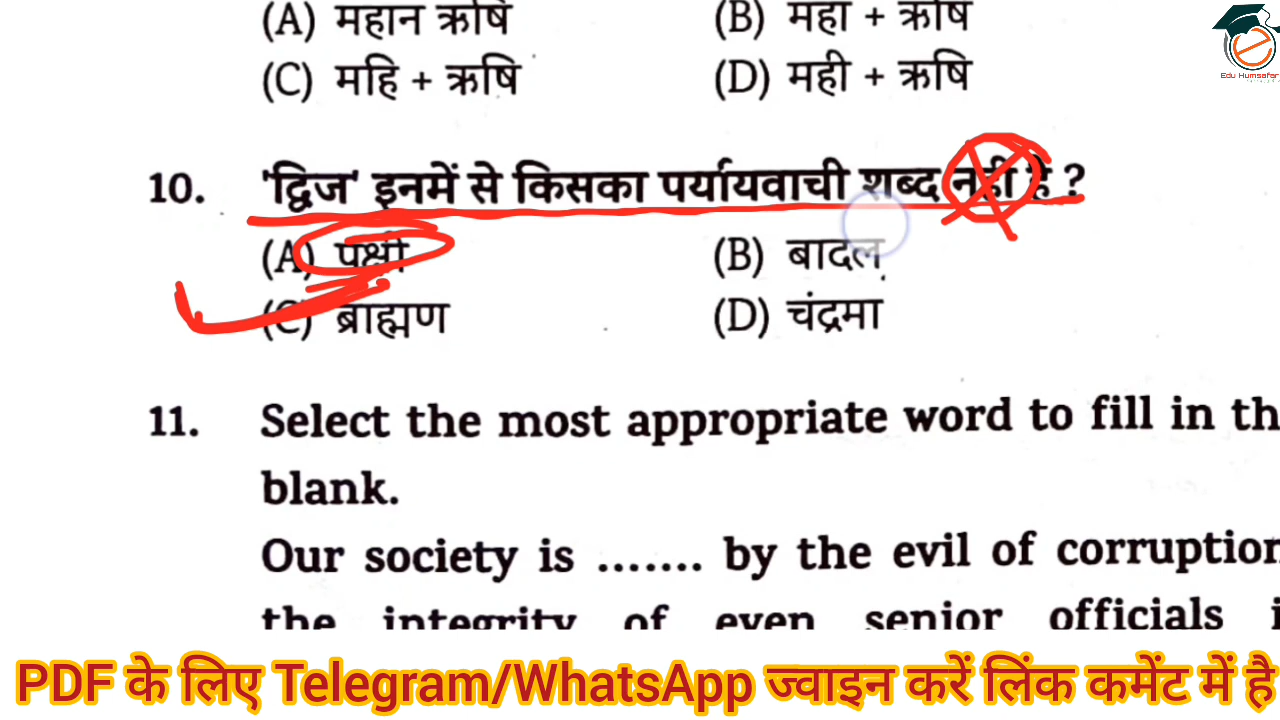 (A) महान ऋषि (B) महा + ऋषि
(C) महि + ऋषि (D) मही + ऋषि
Edu Humsafar
10. 'द्विज' इनमें से किसका पर्यायवाची शब्द नहीं है ?
(A) पक्षी (B) बादल
(C) ब्राह्मण (D) चंद्रमा
11. Select the most appropriate word to fill in th
blank.
Our society is ....... by the evil of corruption
the integrity of even senior officials i
PDF के लिए Telegram/WhatsApp ज्वाइन करें लिंक कमेंट में है